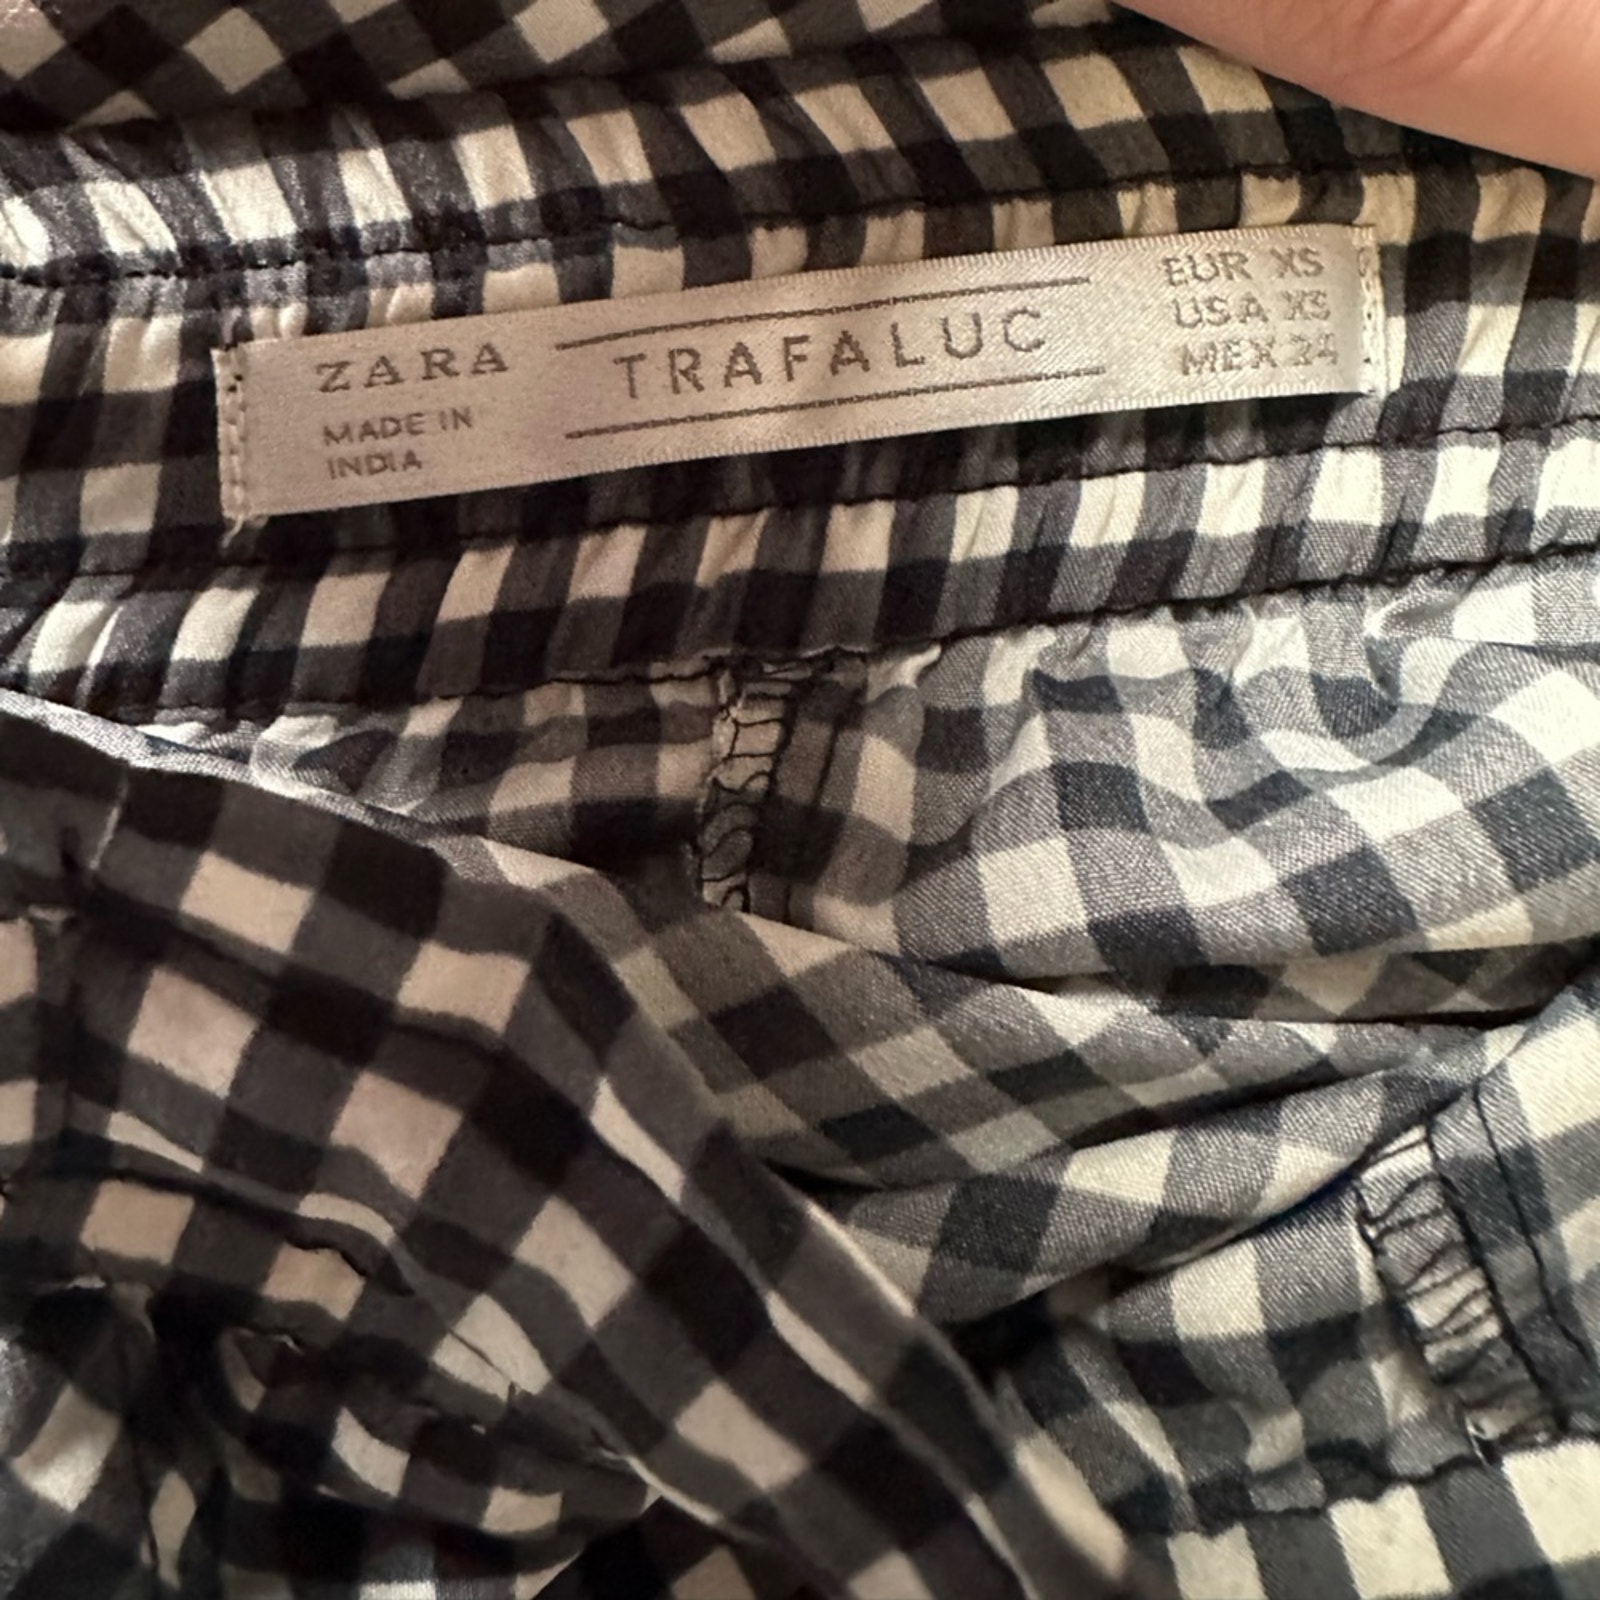 ZARA
MADE IN
INDIA
TRAFALUC
EUR XS
USA XS
MEX 24